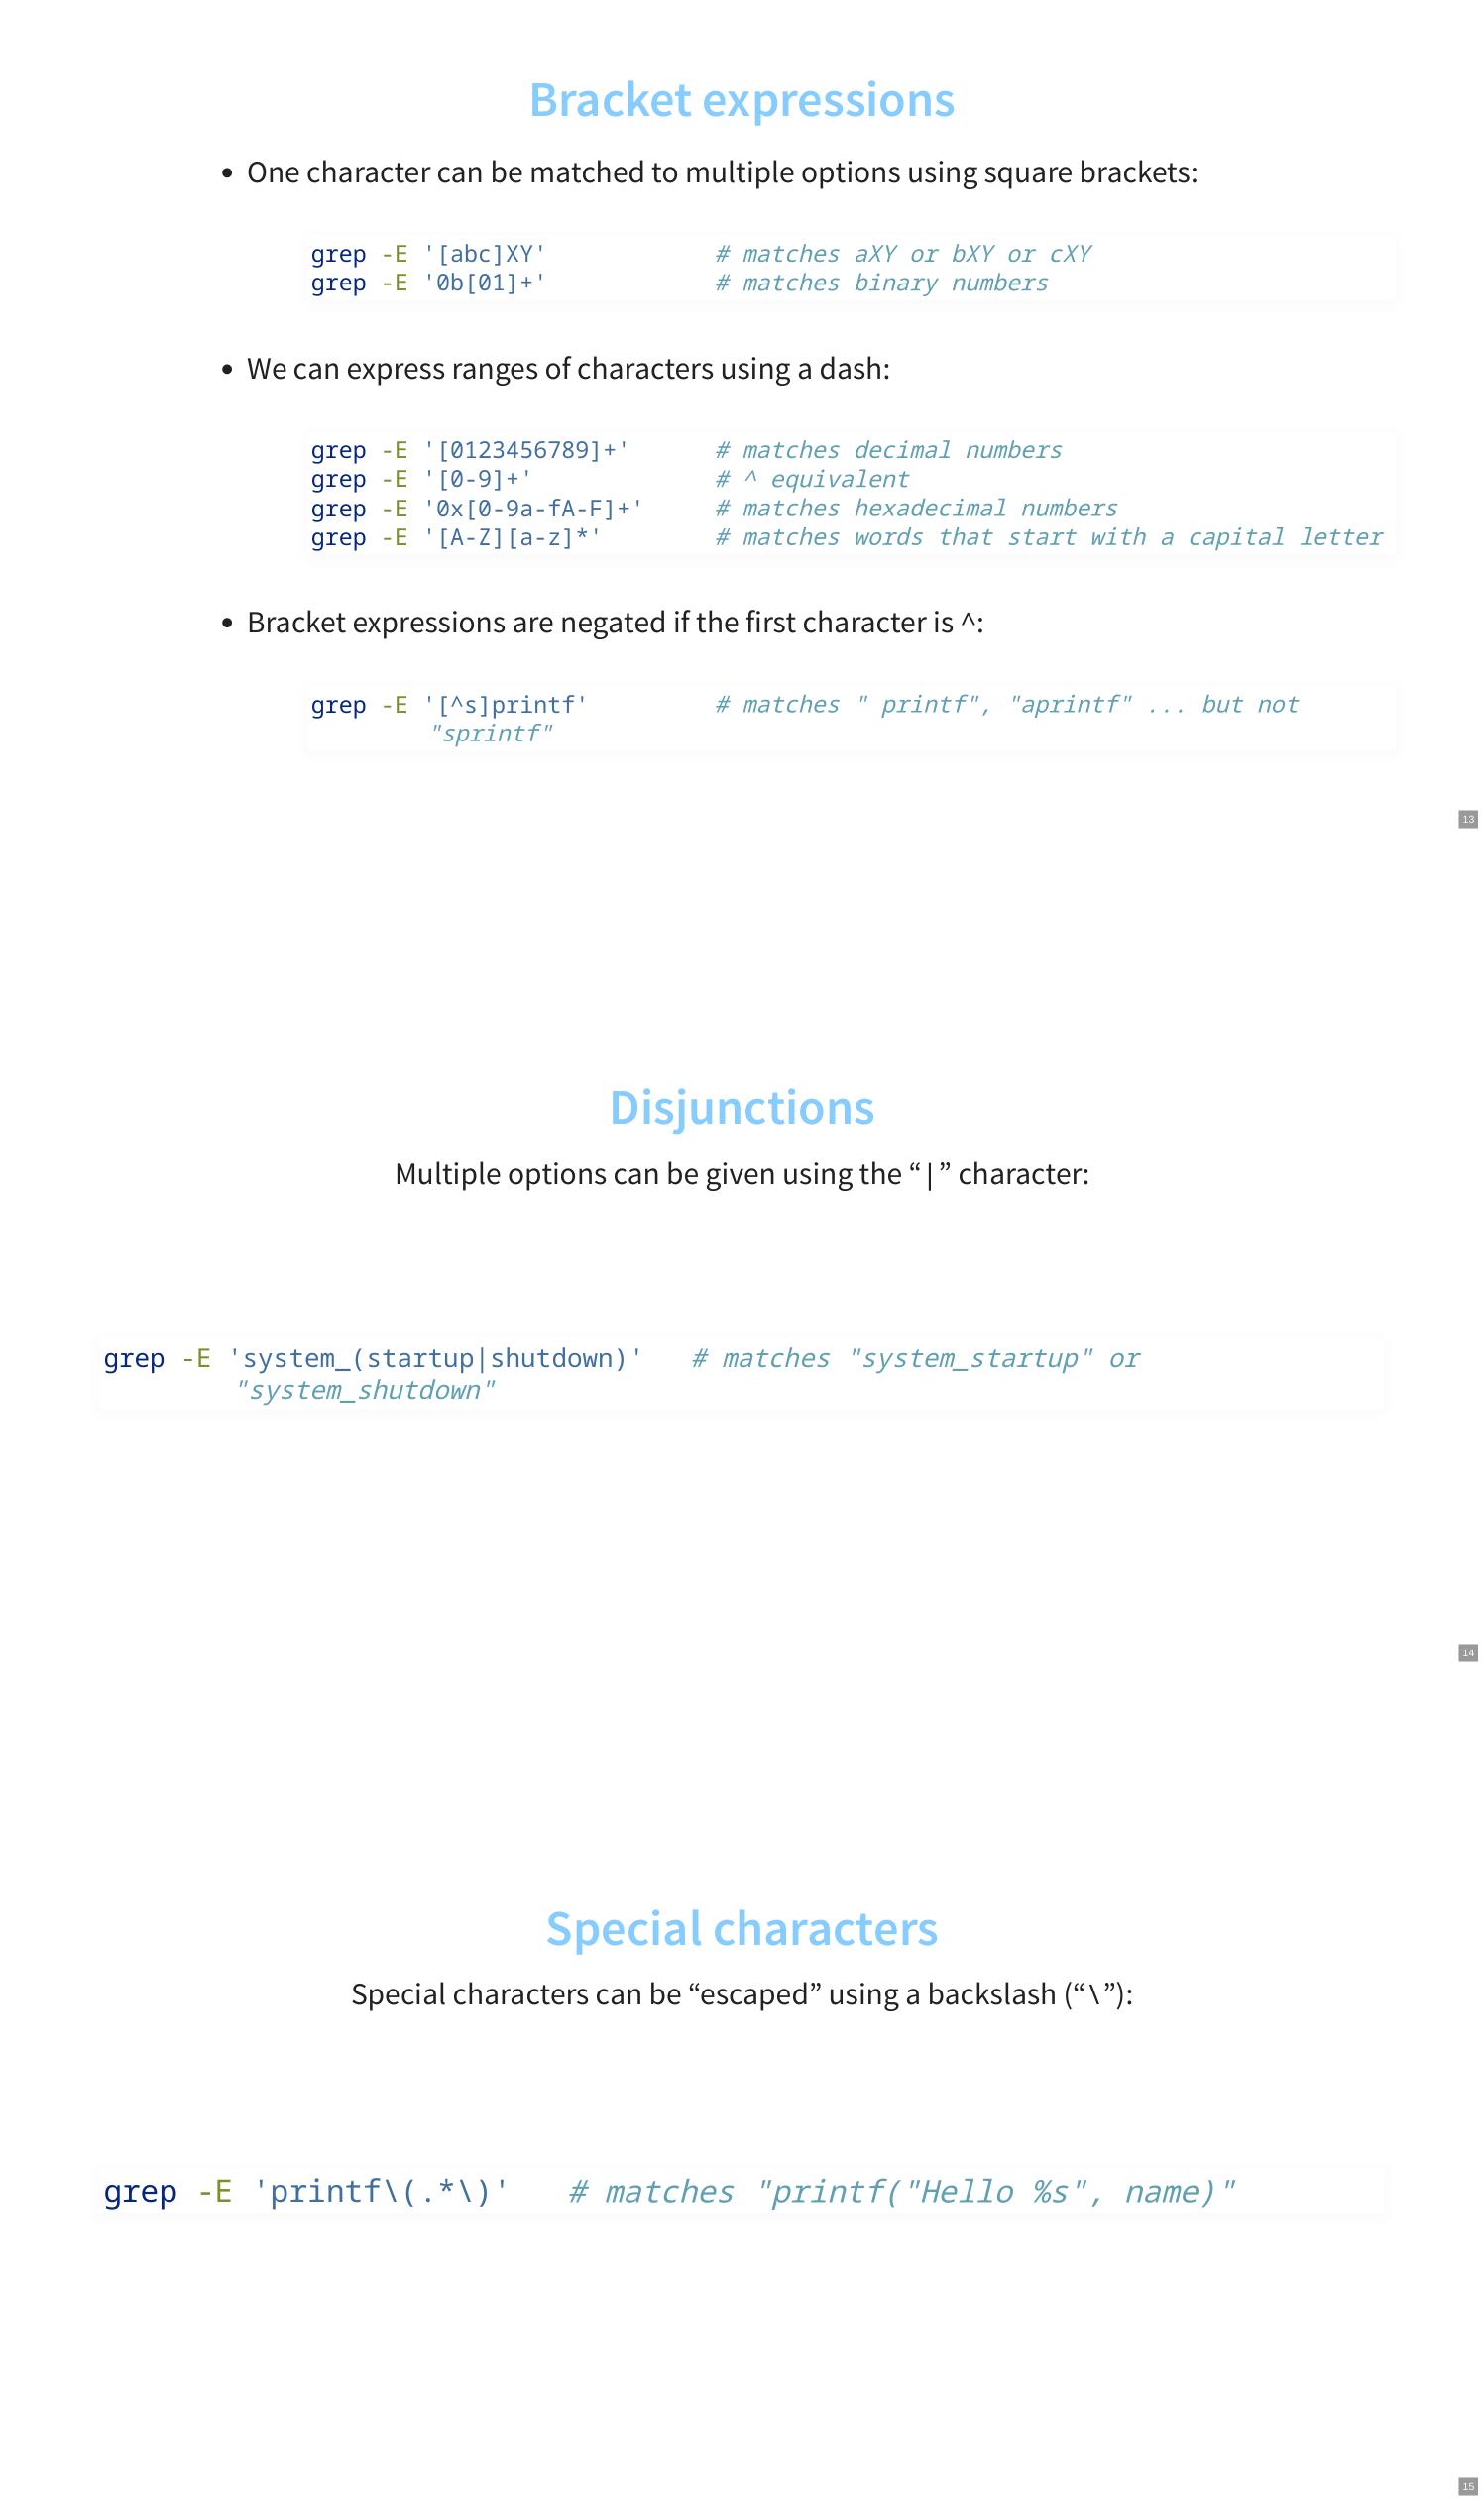 Bracket expressions
• One character can be matched to multiple options using square brackets:
grep -E '[abc]XY'            # matches aXY or bXY or cXY
grep -E '0b[01]+'            # matches binary numbers
• We can express ranges of characters using a dash:
grep -E '[0123456789]+'      # matches decimal numbers
grep -E '[0-9]+'             # ^ equivalent
grep -E '0x[0-9a-fA-F]+'     # matches hexadecimal numbers
grep -E '[A-Z][a-z]*'        # matches words that start with a capital letter
• Bracket expressions are negated if the first character is ^:
grep -E '[^s]printf'         # matches " printf", "aprintf" ... but not
"sprintf"
13
Disjunctions
Multiple options can be given using the “|” character:
grep -E 'system_(startup|shutdown)'   # matches "system_startup" or
"system_shutdown"
14
Special characters
Special characters can be “escaped” using a backslash (“\”):
grep -E 'printf\(.*\)'   # matches "printf("Hello %s", name)"
15